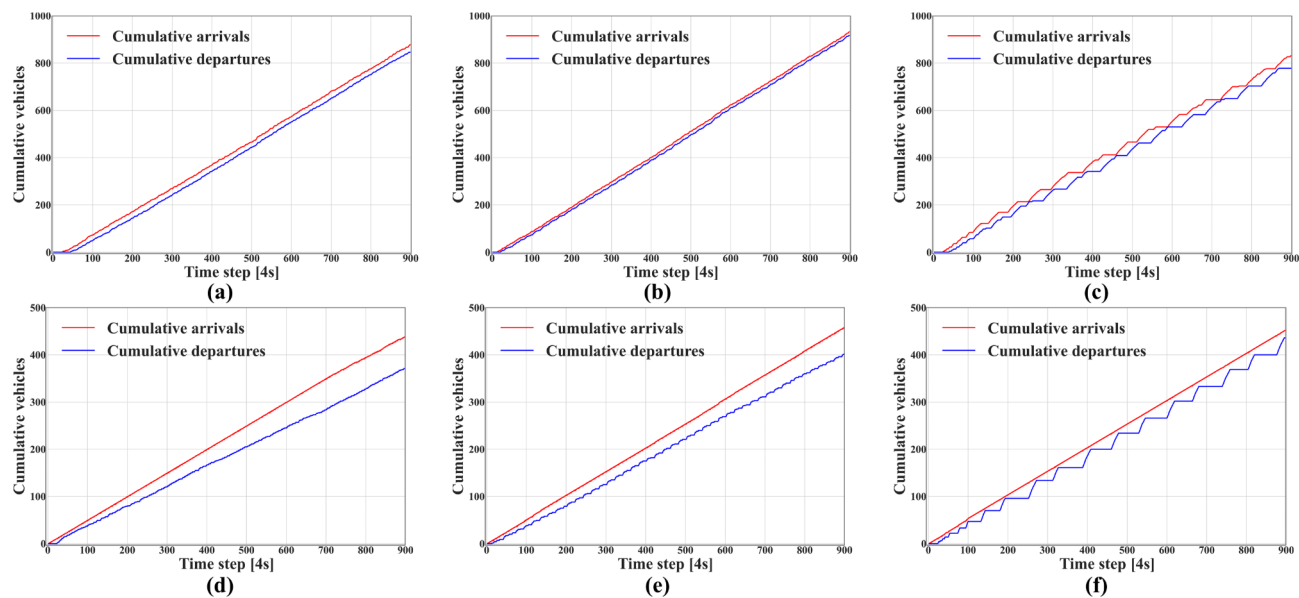 1000
800
600
400
200
0
Cumulative vehicles
Cumulative arrivals
Cumulative departures
0 100 200 300 400 500 600 700 800 900
Time step [4s]
(a)
1000
800
600
400
200
0
Cumulative vehicles
Cumulative arrivals
Cumulative departures
0 100 200 300 400 500 600 700 800 900
Time step [4s]
(b)
1000
800
600
400
200
0
Cumulative vehicles
Cumulative arrivals
Cumulative departures
0 100 200 300 400 500 600 700 800 900
Time step [4s]
(c)
500
400
300
200
100
0
Cumulative vehicles
Cumulative arrivals
Cumulative departures
0 100 200 300 400 500 600 700 800 900
Time step [4s]
(d)
500
400
300
200
100
0
Cumulative vehicles
Cumulative arrivals
Cumulative departures
0 100 200 300 400 500 600 700 800 900
Time step [4s]
(e)
500
400
300
200
100
0
Cumulative vehicles
Cumulative arrivals
Cumulative departures
0 100 200 300 400 500 600 700 800 900
Time step [4s]
(f)